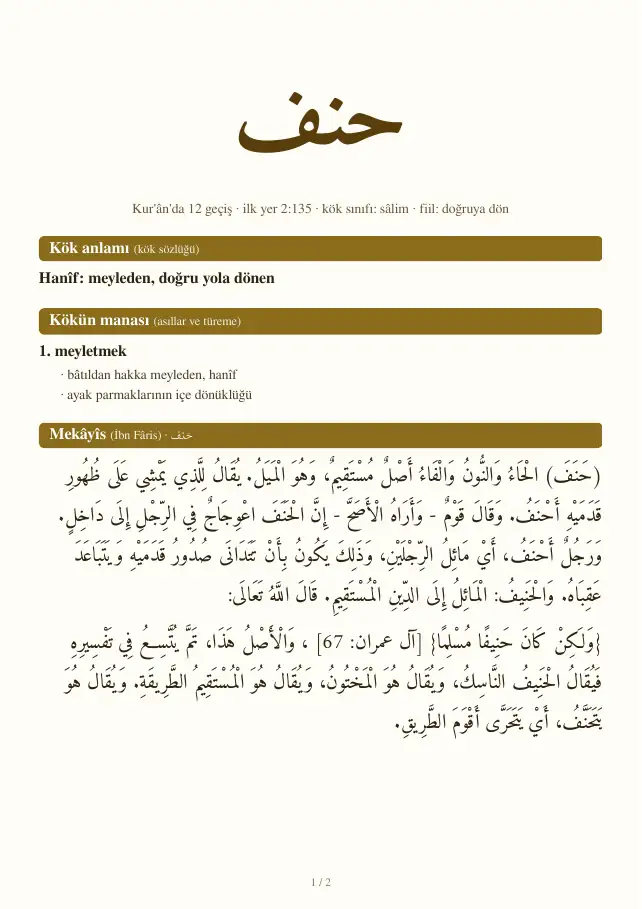 حنف
Kur'ân'da 12 geçiş · ilk yer 2:135 · kök sınıfı: sâlim · fiil: doğruya dön
Kök anlamı (kök sözlüğü)
Hanîf: meyleden, doğru yola dönen
Kökün manası (asıllar ve türeme)
1. meyletmek
· bâtıldan hakka meyleden, hanîf
· ayak parmaklarının içe dönüklüğü
Mekâyîs (İbn Fâris) · حنف
(حَنَفَ) الْحَاءُ وَالنُّونُ وَالْفَاءُ أَصْلٌ مُسْتَقِيمٌ، وَهُوَ الْمَيَلُ. يُقَالُ لِلَّذِي يَمْشِي عَلَى ظُهُورِ
قَدَمَيْهِ أَحْنَفُ. وَقَالَ قَوْمٌ - وَأَرَاهُ الْأَصَحَّ - إِنَّ الْحَنَفَ اعْوِجَاجٌ فِي الرِّجْلِ إِلَى دَاخِلٍ.
وَرَجُلٌ أَحْنَفُ، أَيْ مَائِلُ الرِّجْلَيْنِ، وَذَلِكَ يَكُونُ بِأَنْ تَتَدَانَى صُدُورُ قَدَمَيْهِ وَيَتَبَاعَدَ
عَقِبَاهُ. وَالْحَنِيفُ: الْمَائِلُ إِلَى الدِّينِ الْمُسْتَقِيمِ. قَالَ اللَّهُ تَعَالَى:
{وَلَكِنْ كَانَ حَنِيفًا مُسْلِمًا} [آل عمران: 67] ، وَالْأَصْلُ هَذَا، ثُمَّ يُتَّسِعُ فِي تَفْسِيرِهِ
فَيُقَالُ الْحَنِيفُ النَّاسِكُ، وَيُقَالُ هُوَ الْمَخْتُونُ، وَيُقَالُ هُوَ الْمُسْتَقِيمُ الطَّرِيقَةِ. وَيُقَالُ هُوَ
يَتَحَنَّفُ، أَيْ يَتَحَرَّى أَقْوَمَ الطَّرِيقِ.
1 / 2